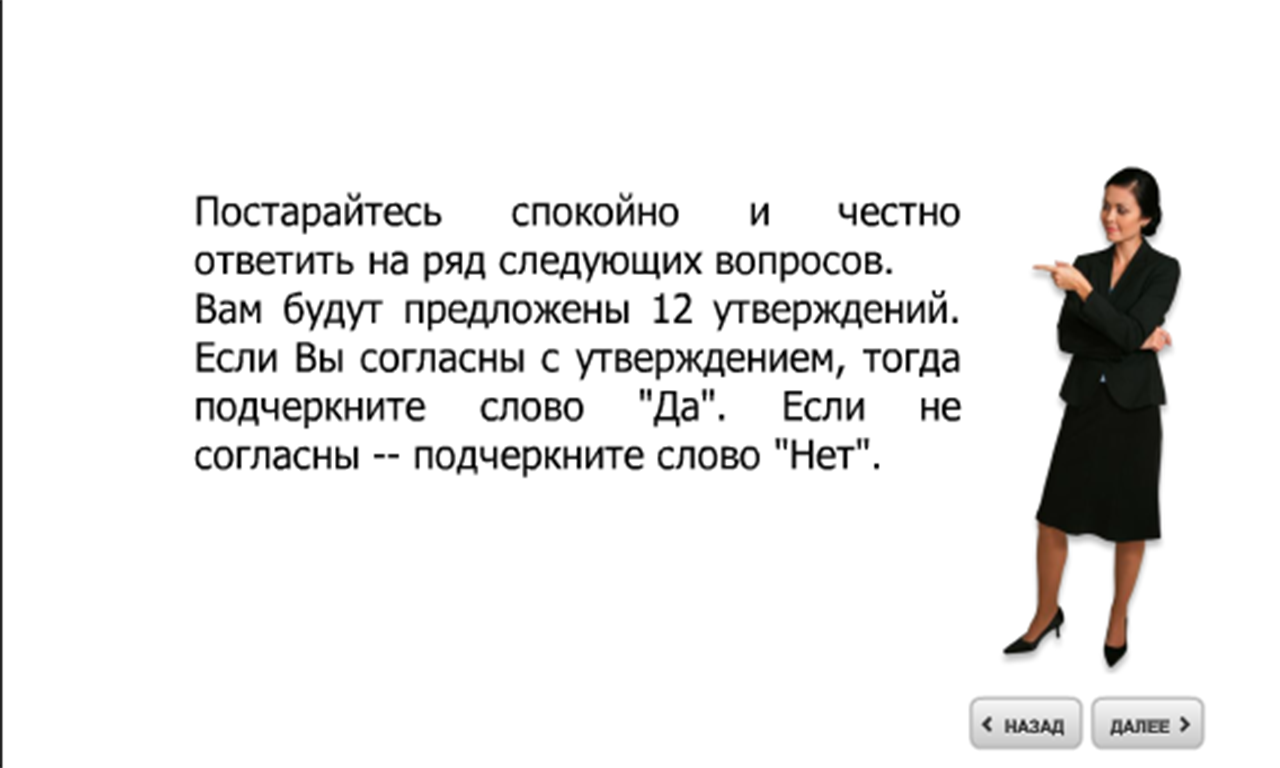 Постарайтесь спокойно и честно
ответить на ряд следующих вопросов.
Вам будут предложены 12 утверждений.
Если Вы согласны с утверждением, тогда
подчеркните слово "Да". Если не
согласны -- подчеркните слово "Нет".
НАЗАД ДАЛЕЕ